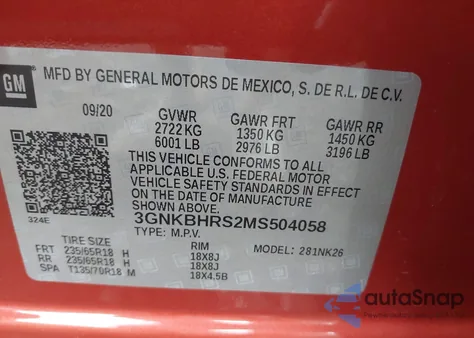 GM
MFD BY GENERAL MOTORS DE MEXICO, S. DE R.L. DE C.V.
09/20 GVWR GAWR FRT GAWR RR
2722 KG 1350 KG 1450 KG
6001 LB 2976 LB 3196 LB
THIS VEHICLE CONFORMS TO ALL
APPLICABLE U.S. FEDERAL MOTOR
VEHICLE SAFETY STANDARDS IN EFFECT
ON THE DATE OF MANUFACTURE
SHOWN ABOVE.
324E
3GNKBHRS2MS504058
TYPE: M.P.V. MODEL: 281NK26
TIRE SIZE RIM
FRT 235/65R18 H 18X8J
RR 235/65R18 H 18X8J
SPA T135/70R18 M 18X4.5B
autoSnap